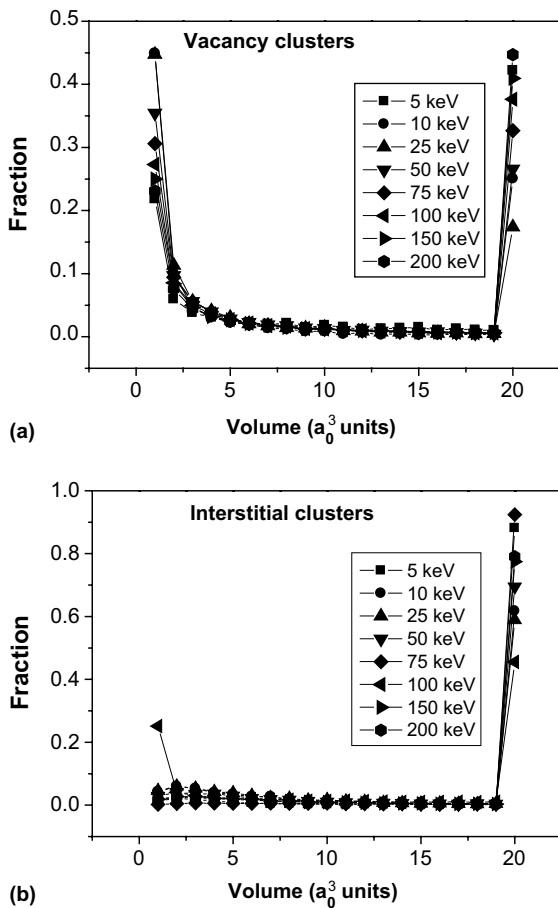 0.5
Vacancy clusters
5 keV
10 keV
25 keV
50 keV
75 keV
100 keV
150 keV
200 keV
0.4
0.3
0.2
0.1
0.0
Fraction
0 5 10 15 20
(a)
Volume (a₀³ units)
1.0
Interstitial clusters
5 keV
10 keV
25 keV
50 keV
75 keV
100 keV
150 keV
200 keV
0.8
0.6
0.4
0.2
0.0
Fraction
0 5 10 15 20
(b)
Volume (a₀³ units)